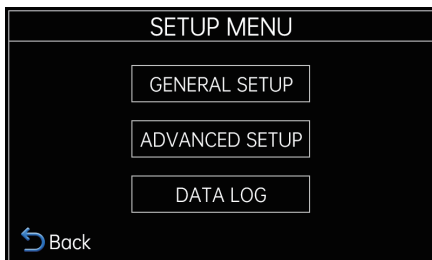 SETUP MENU
GENERAL SETUP
ADVANCED SETUP
DATA LOG
Back